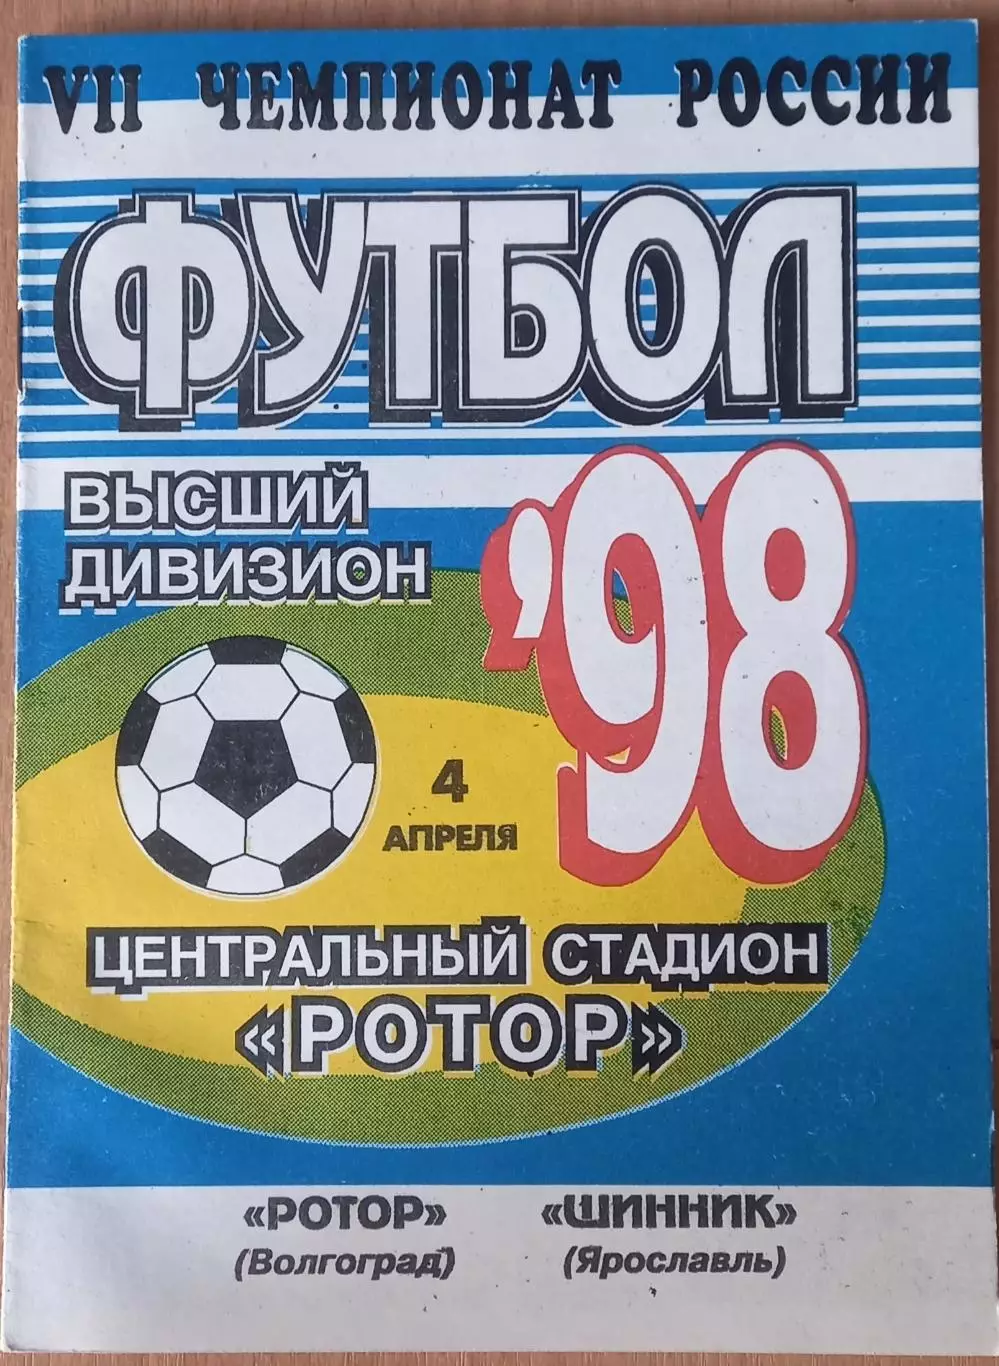 VII ЧЕМПИОНАТ РОССИИ
ФУТБОЛ
ВЫСШИЙ
ДИВИЗИОН
'98
4
АПРЕЛЯ
ЦЕНТРАЛЬНЫЙ СТАДИОН
«РОТОР»
«РОТОР» «ШИННИК»
(Волгоград) (Ярославль)